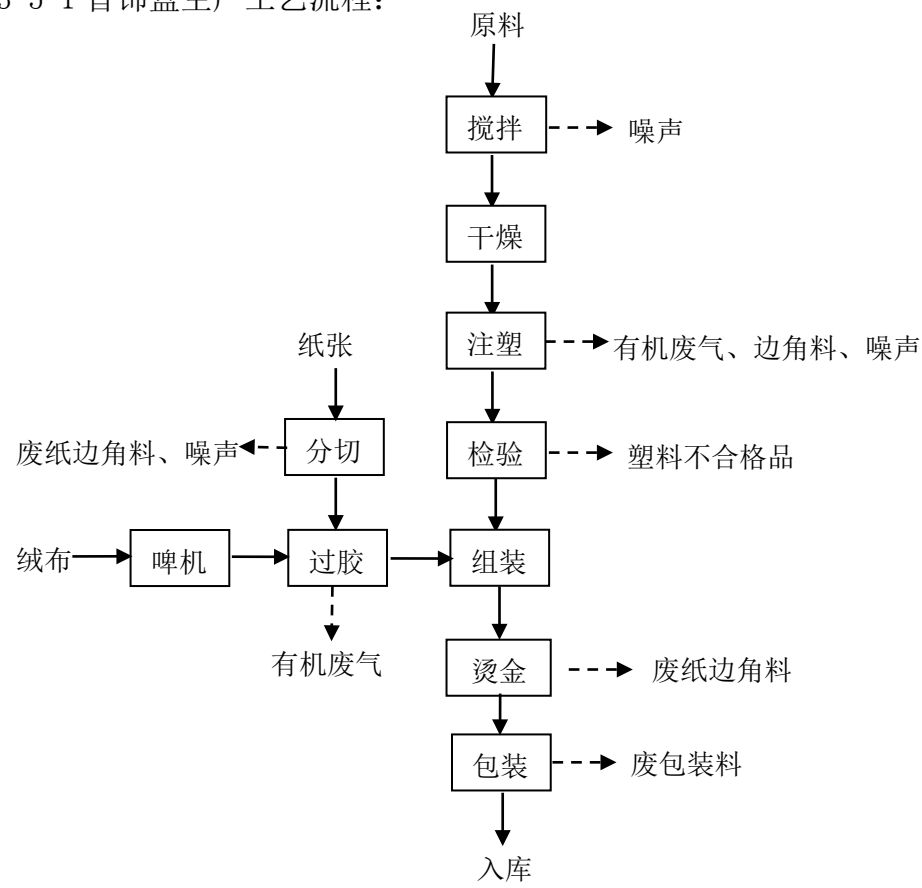 原料
搅拌
噪声
干燥
纸张
注塑
有机废气、边角料、噪声
废纸边角料、噪声
分切
检验
塑料不合格品
绒布
啤机
过胶
组装
有机废气
烫金
废纸边角料
包装
废包装料
入库